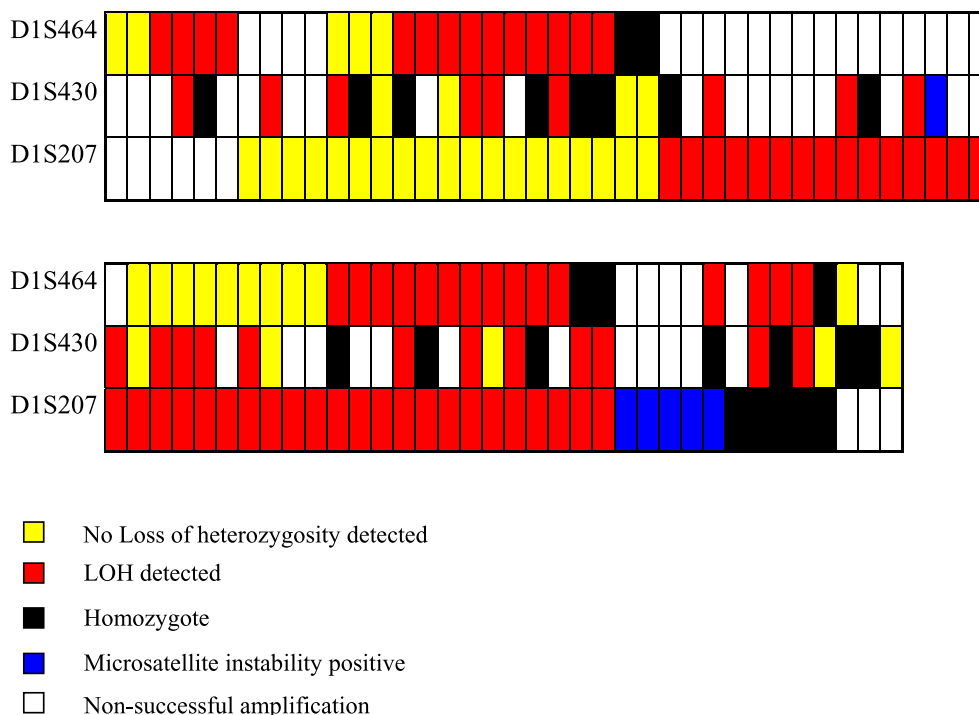 D1S464
D1S430
D1S207
D1S464
D1S430
D1S207
No Loss of heterozygosity detected
LOH detected
Homozygote
Microsatellite instability positive
Non-successful amplification